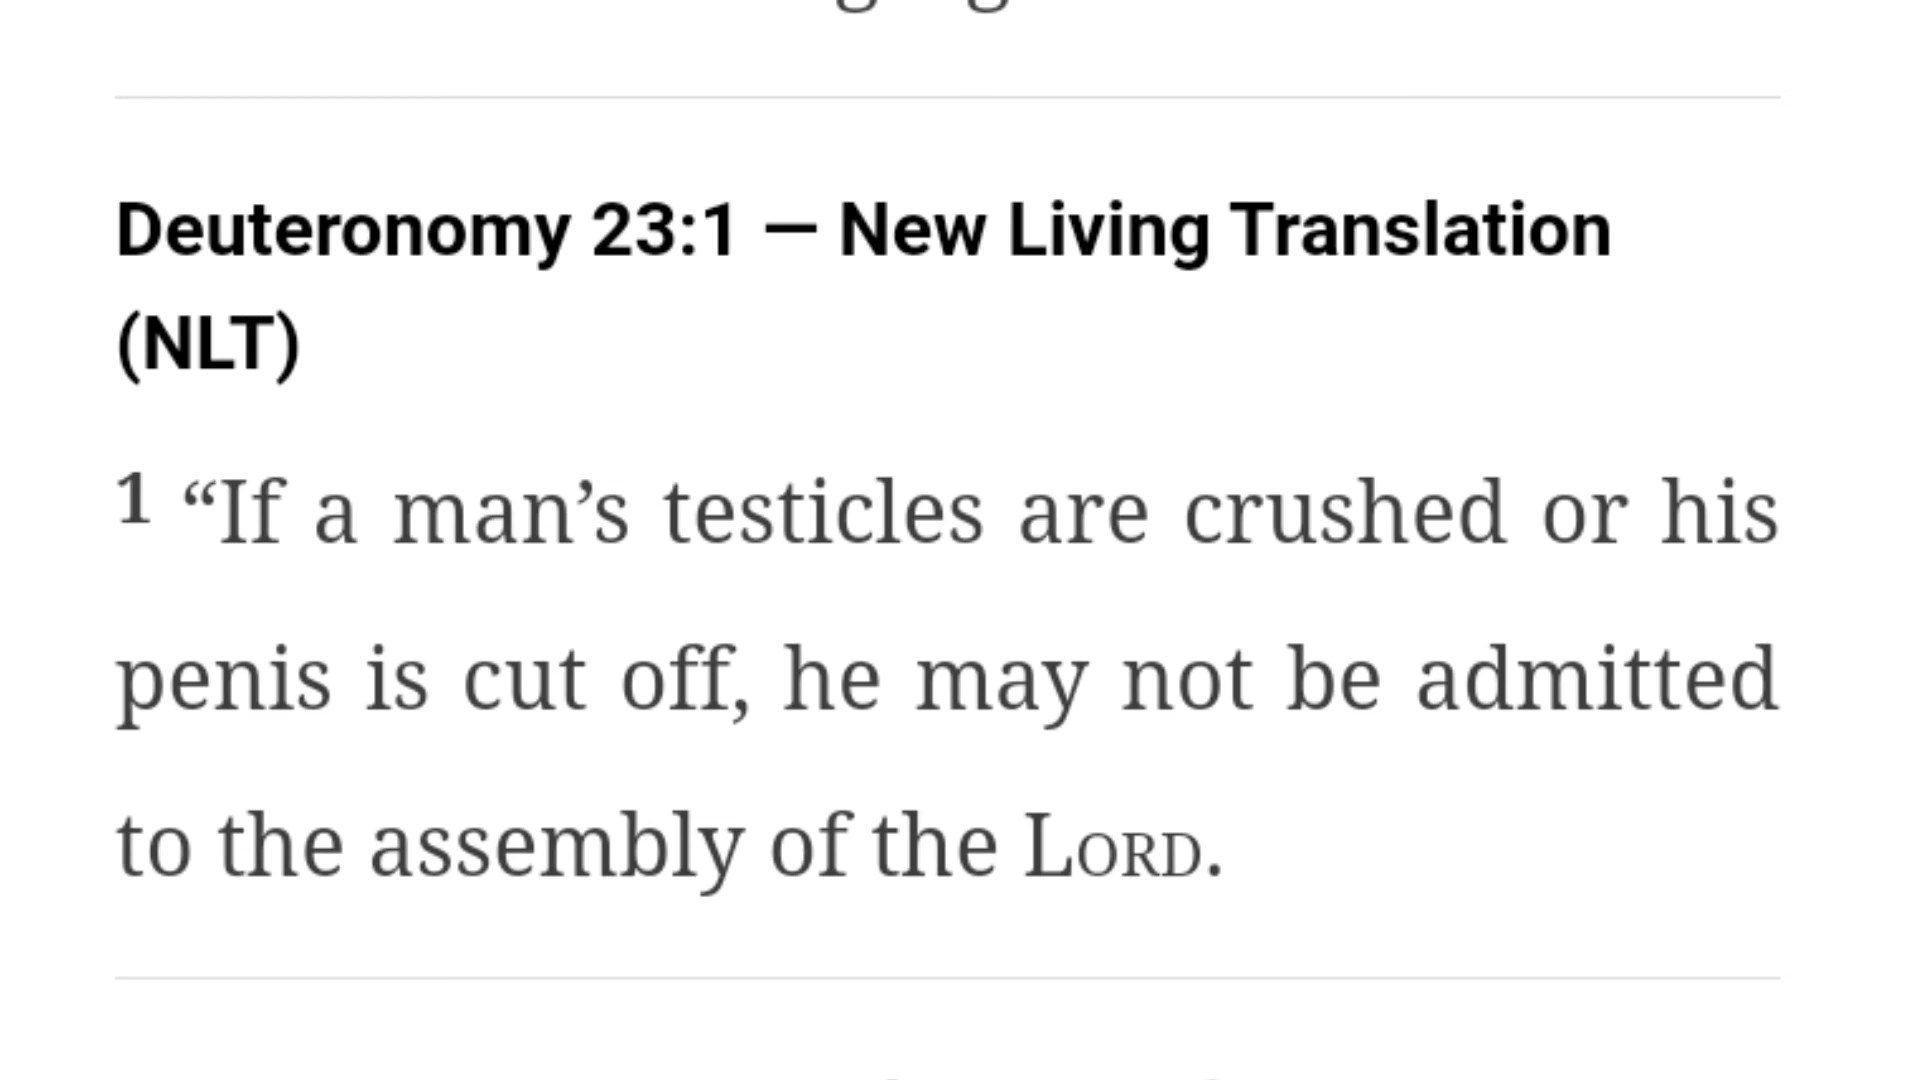 Deuteronomy 23:1 — New Living Translation
(NLT)
1 “If a man’s testicles are crushed or his
penis is cut off, he may not be admitted
to the assembly of the LORD.